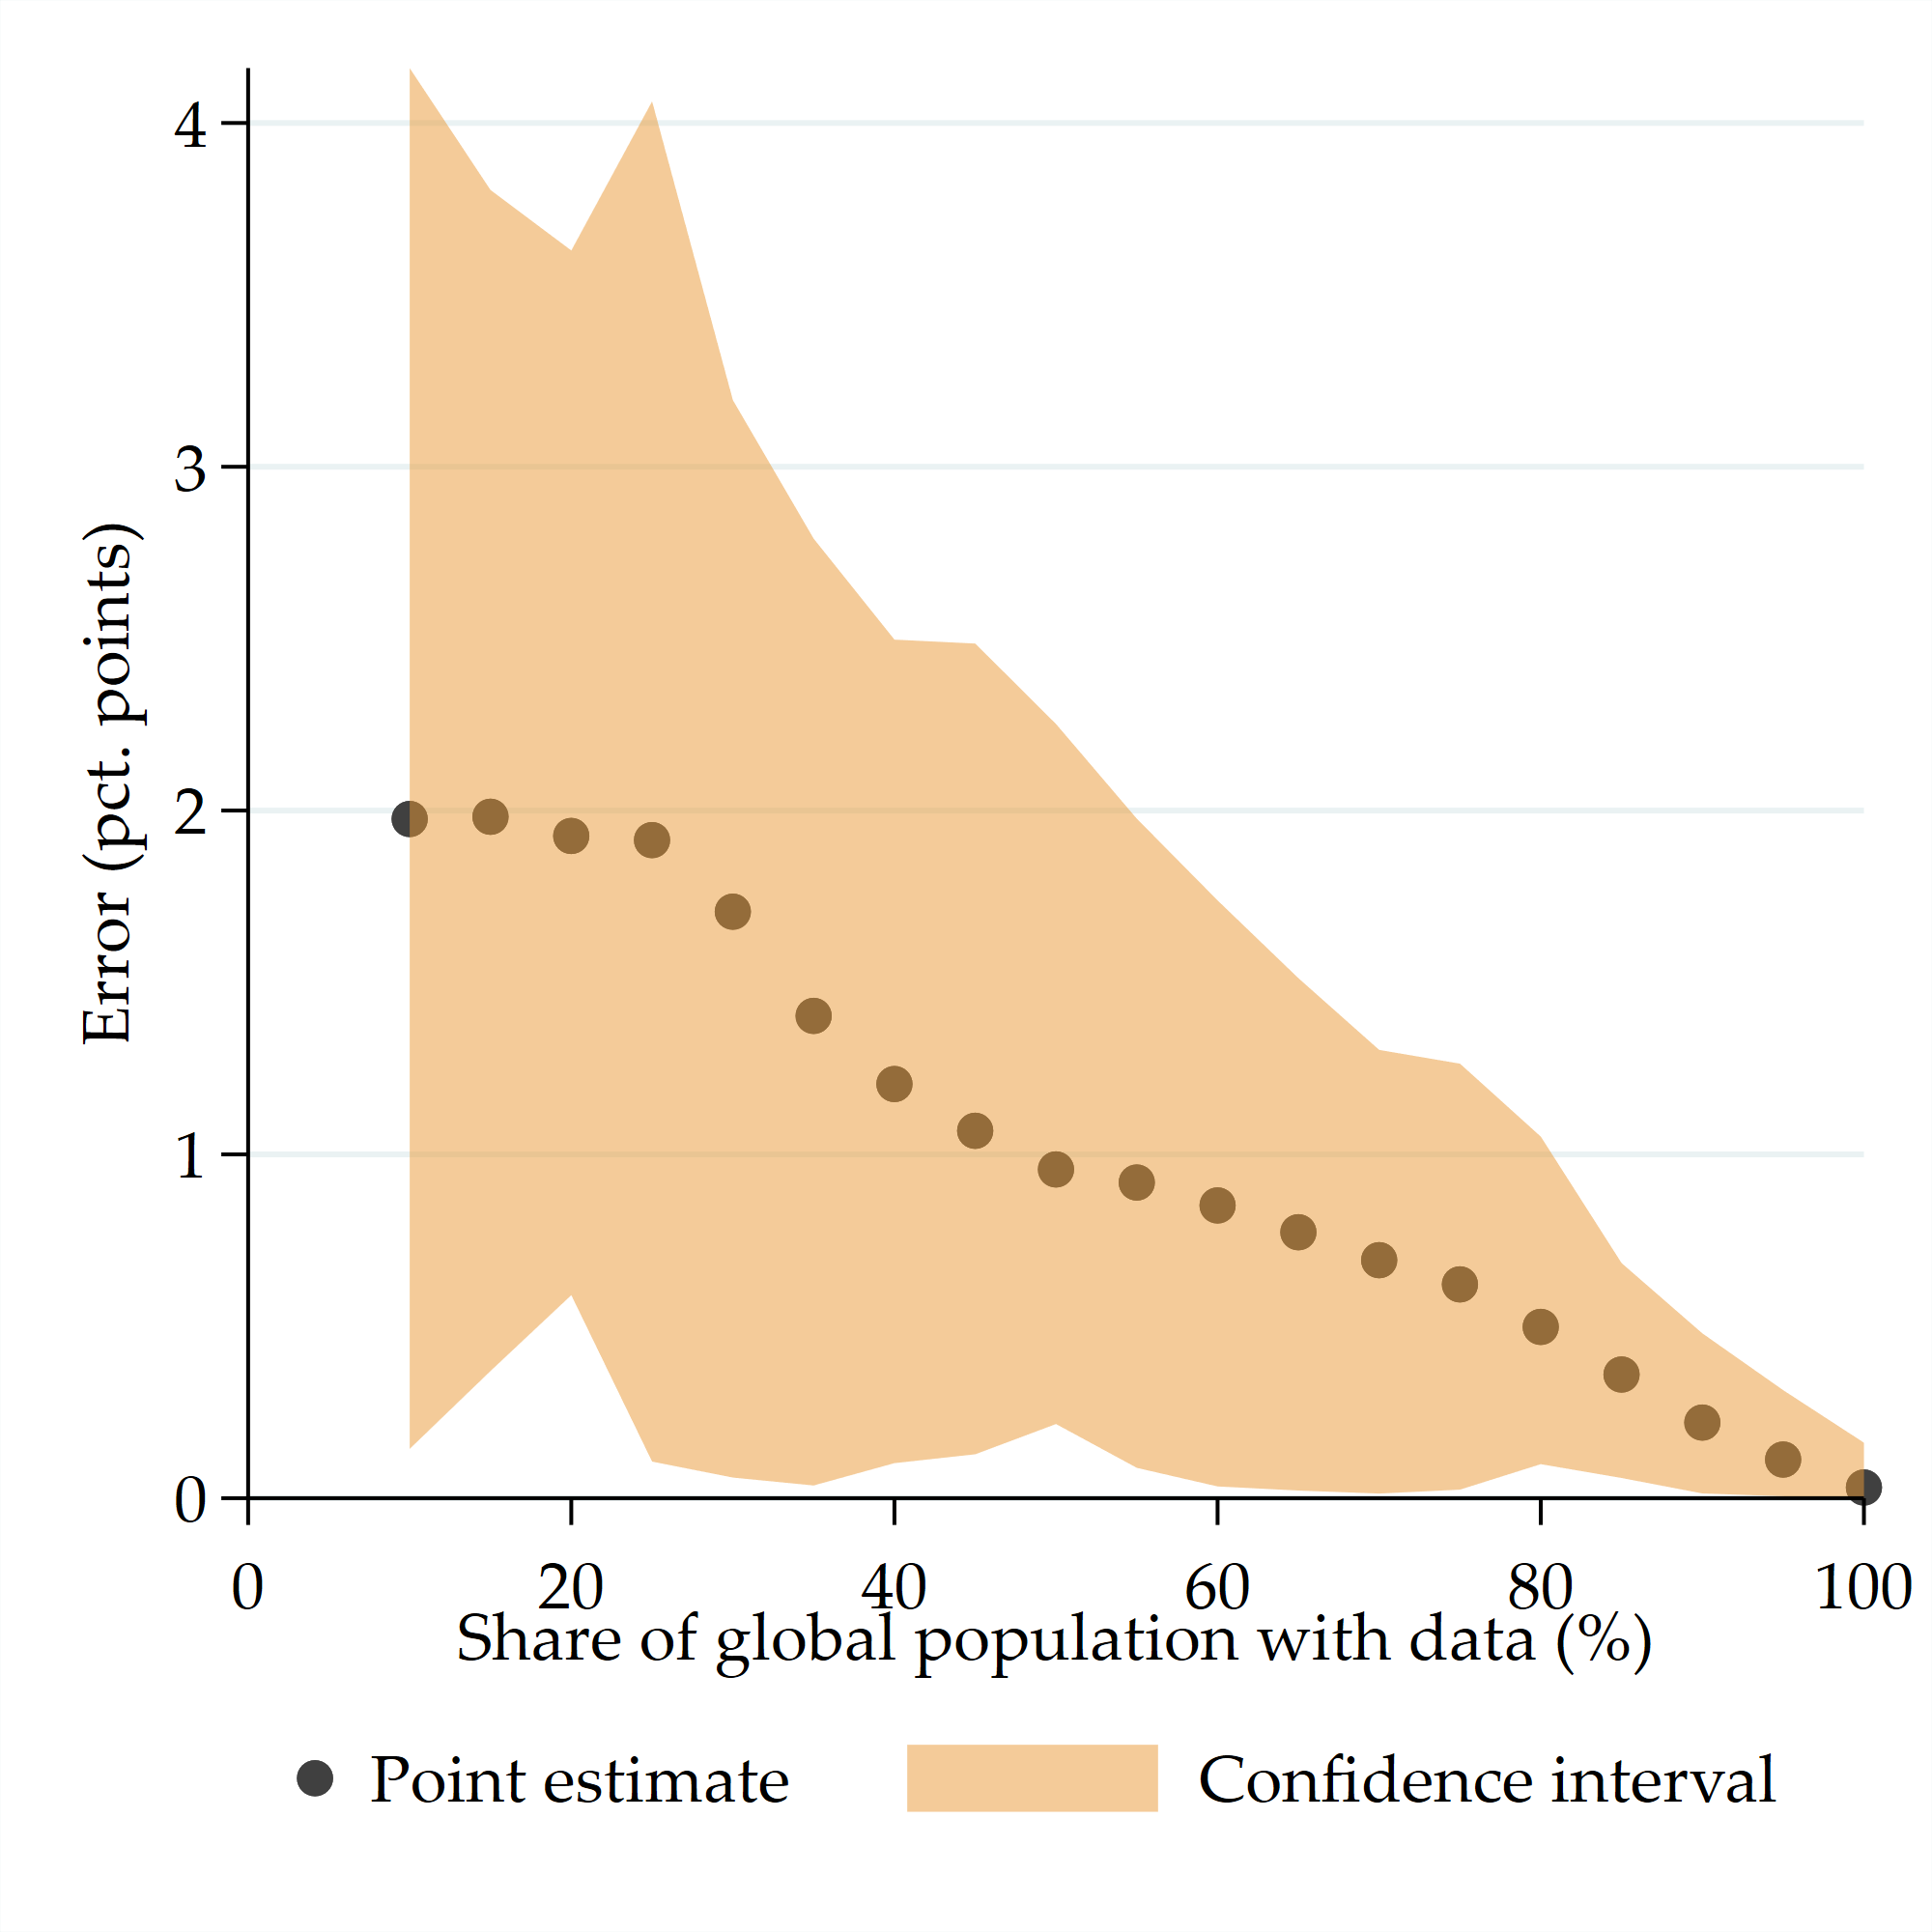 4
3
2
1
0
Error (pct. points)
0 20 40 60 80 100
Share of global population with data (%)
Point estimate Confidence interval